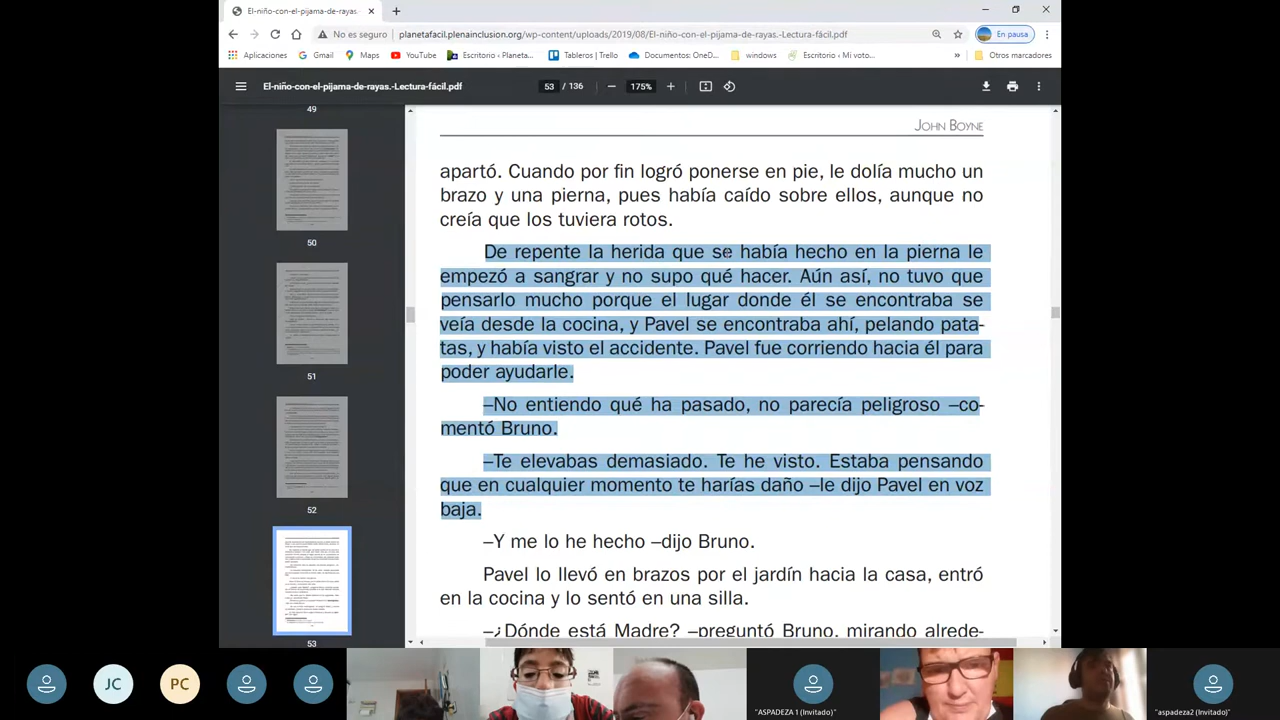 El-niño-con-el-pijama-de-rayas.
No es seguro
planetafacil.plenainclusion.org/wp-content/uploads/2019/08/El-niño-con-el-pijama-de-rayas.-Lectura-fácil.pdf
En pausa
Aplicaciones
Gmail
YouTube
Escritorio ‹ Planeta...
Tableros | Trello
Documentos: OneD...
windows
Escritorio ‹ Mi voto...
»
Otros marcadores
El-niño-con-el-pijama-de-rayas.-Lectura-fácil.pdf
53 / 136
175%
49
50
51
52
53
JOHN BOYNE
apartó. Cuando por fin logró ponerse en pie, le dolía mucho un
brazo y una pierna, pues había caído sobre ellos, aunque no
creía que los tuviera rotos.
De repente la herida que se había hecho en la pierna le
empezó a sangrar y no supo que hacer. Aún así, no tuvo que
pensarlo mucho porque el lugar donde él se encontraba se
veía desde la cocina, y Pavel se encontraba ahí, pelando pata-
tas, y había visto el accidente. Pavel fue corriendo hacia él para
poder ayudarle.
–No entiendo qué ha pasado, no parecía peligroso –co-
mentó Bruno.
–Te elevabas demasiado. Lo he visto. Estaba pensando
que en cualquier momento te harías daño –le dijo Pavel en voz
baja.
–Y me lo he hecho –dijo Bruno.
Pavel lo llevó en brazos por el jardín hacia la casa, entró
en la cocina y lo sentó en una silla.
–¿Dónde está Madre? –preguntó Bruno, mirando alrede-
JC
PC
"ASPADEZA 1 (Invitado)"
"aspadeza2 (Invitado)"